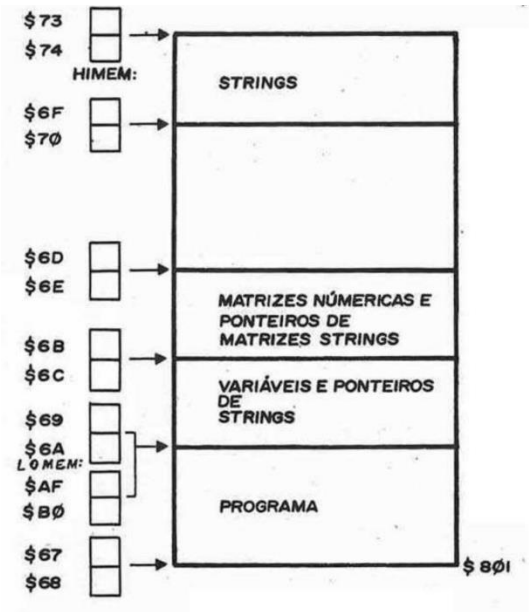 $73
$74
HIMEM:
STRINGS
$6F
$7Ø
$6D
$6E
MATRIZES NÚMERICAS E
PONTEIROS DE
MATRIZES STRINGS
$6B
$6C
VARIÁVEIS E PONTEIROS
DE
STRINGS
$69
$6A
LOMEM:
$AF
$BØ
PROGRAMA
$67
$68
$8Ø1